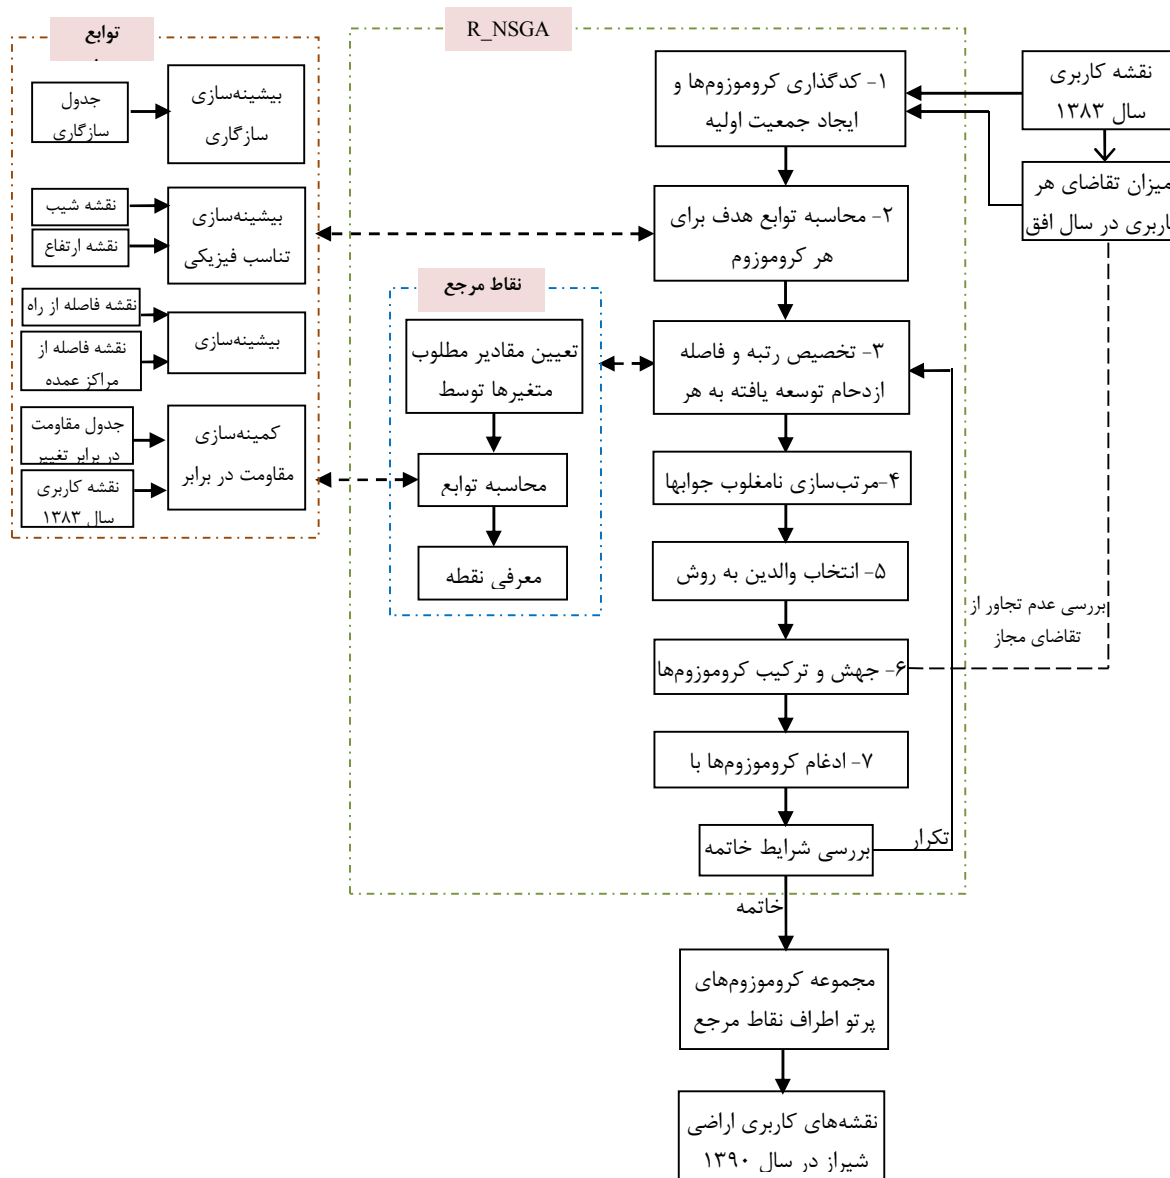 توابع
R_NSGA
نقشه کاربری
سال ۱۳۸۳
میزان تقاضای هر
کاربری در سال افق
۱- کدگذاری کروموزوم‌ها و
ایجاد جمعیت اولیه
۲- محاسبه توابع هدف برای
هر کروموزوم
۳- تخصیص رتبه و فاصله
ازدحام توسعه یافته به هر
۴-مرتب‌سازی نامغلوب جوابها
۵- انتخاب والدین به روش
۶- جهش و ترکیب کروموزوم‌ها
۷- ادغام کروموزوم‌ها با
بررسی شرایط خاتمه
تکرار
خاتمه
بررسی عدم تجاور از
تقاضای مجاز
مجموعه کروموزوم‌های
پرتو اطراف نقاط مرجع
نقشه‌های کاربری اراضی
شیراز در سال ۱۳۹۰
نقاط مرجع
تعیین مقادیر مطلوب
متغیرها توسط
محاسبه توابع
معرفی نقطه
بیشینه‌سازی
سازگاری
جدول
سازگاری
بیشینه‌سازی
تناسب فیزیکی
نقشه شیب
نقشه ارتفاع
بیشینه‌سازی
نقشه فاصله از راه
نقشه فاصله از
مراکز عمده
کمینه‌سازی
مقاومت در برابر
جدول مقاومت
در برابر تغییر
نقشه کاربری
سال ۱۳۸۳